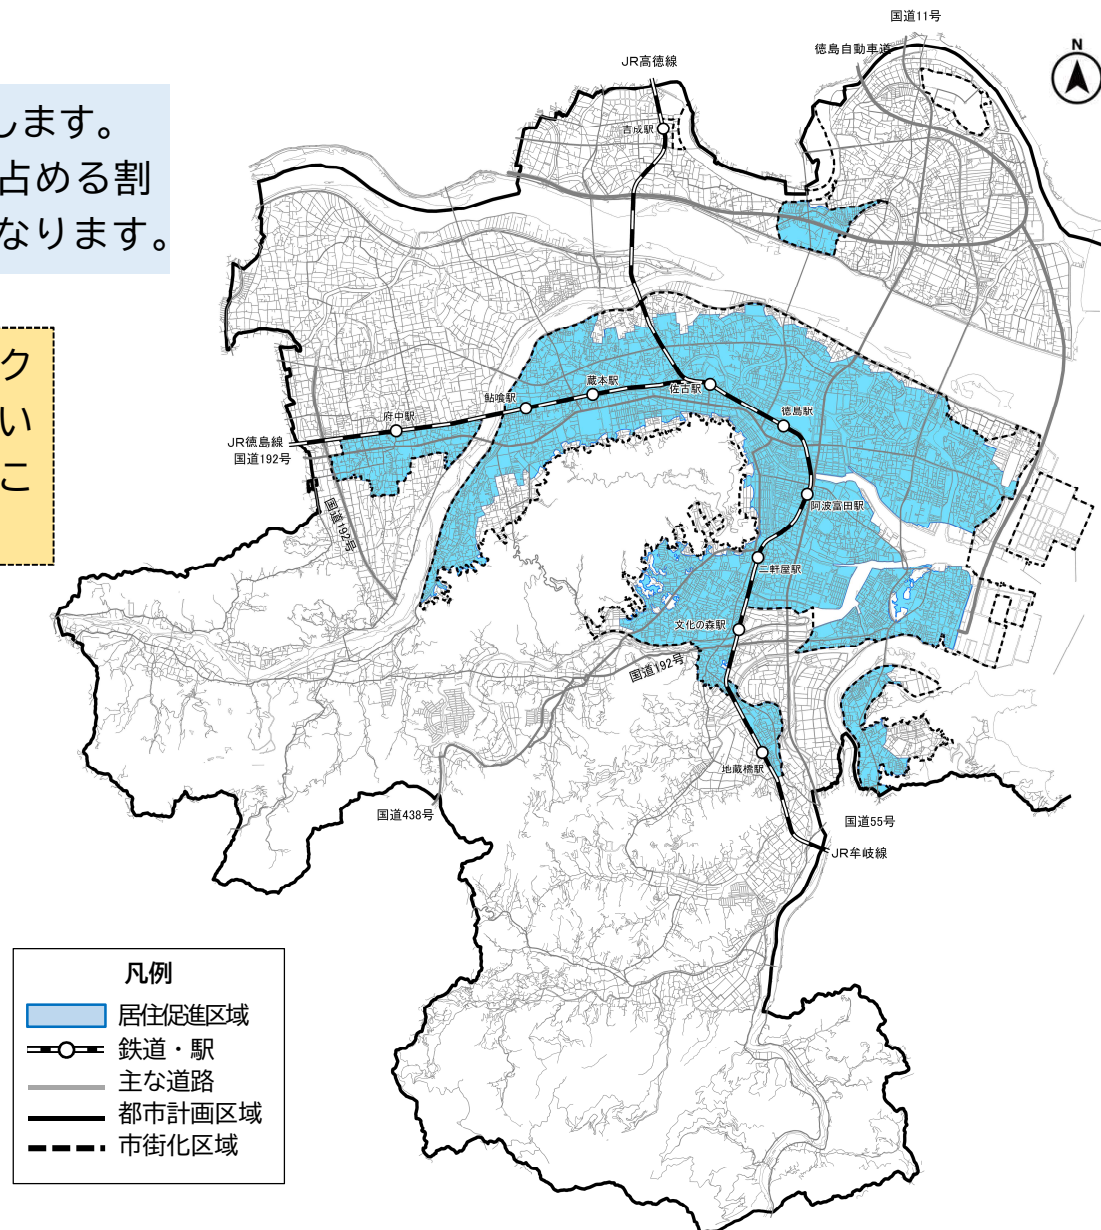 国道11号
徳島自動車道
N
JR高徳線
吉成駅
します。
占める割
なります。
ク
い
こ
佐古駅
蔵本駅
鮎喰駅
府中駅
徳島駅
JR徳島線
国道192号
国道192号
阿波富田駅
二軒屋駅
文化の森駅
国道192号
地蔵橋駅
国道438号
国道55号
JR牟岐線
凡例
居住促進区域
鉄道・駅
主な道路
都市計画区域
市街化区域